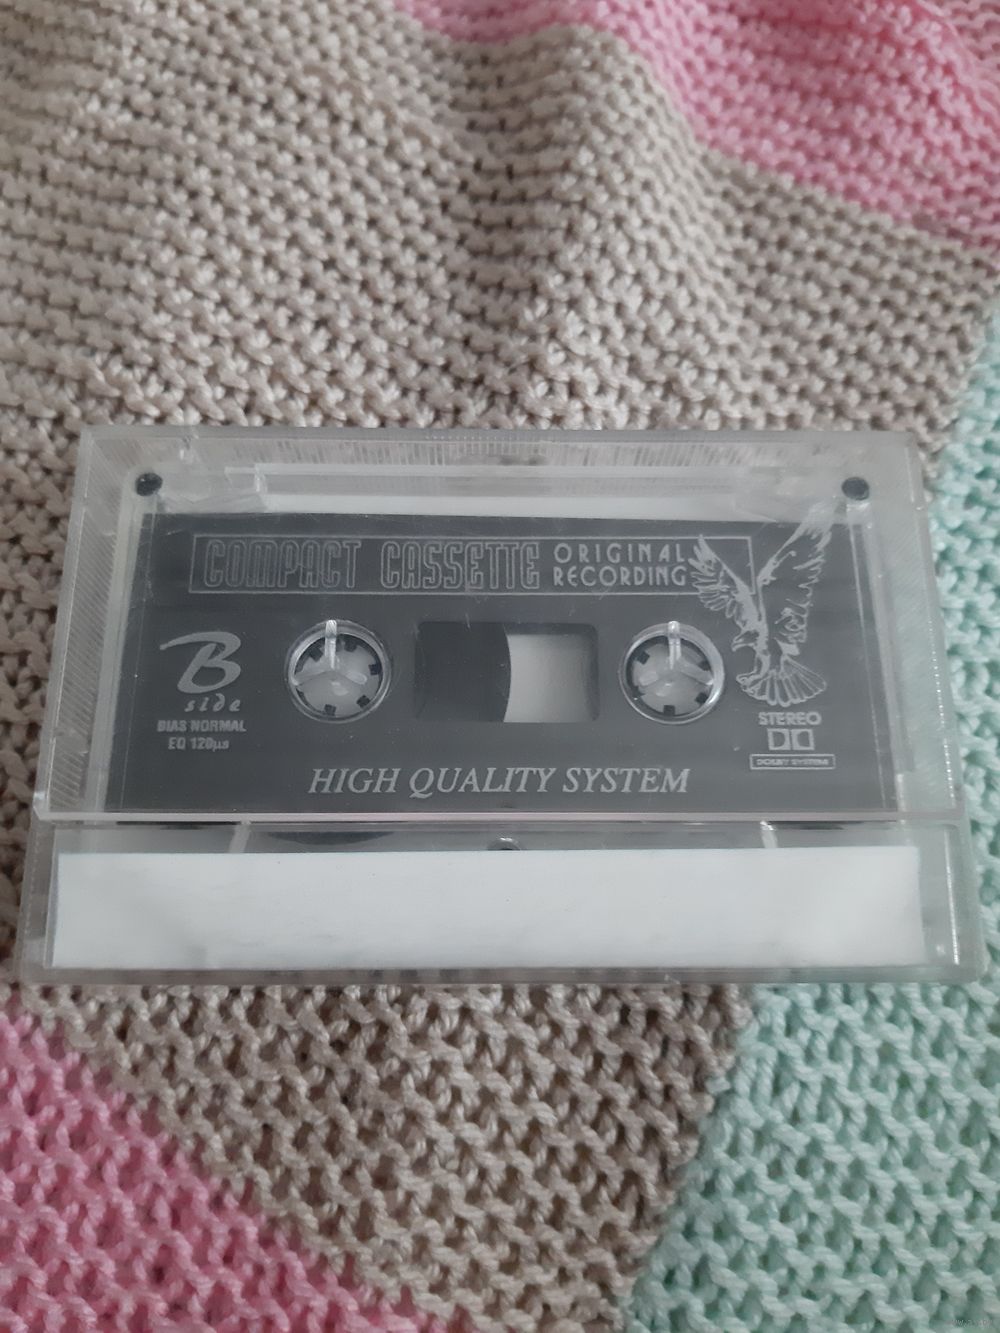 COMPACT CASSETTE ORIGINAL
RECORDING
B
side
BIAS NORMAL
EQ 120µs
STEREO
DOLBY SYSTEM
HIGH QUALITY SYSTEM